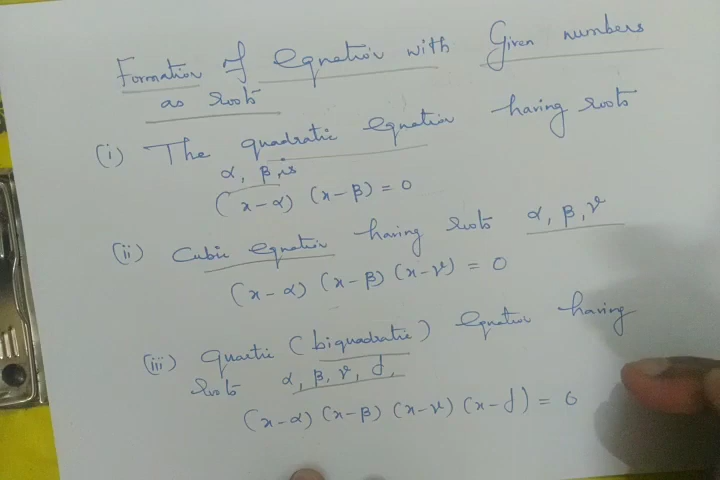 Formation of equation with Given numbers
as roots
(i) The quadratic equation having roots
α, β, is
(x-α) (x-β) = 0
(ii) Cubic equation having roots α, β, γ
(x-α) (x-β) (x-γ) = 0
(iii) quartic (biquadratic) equation having
roots α, β, γ, δ,
(x-α) (x-β) (x-γ) (x-δ) = 0